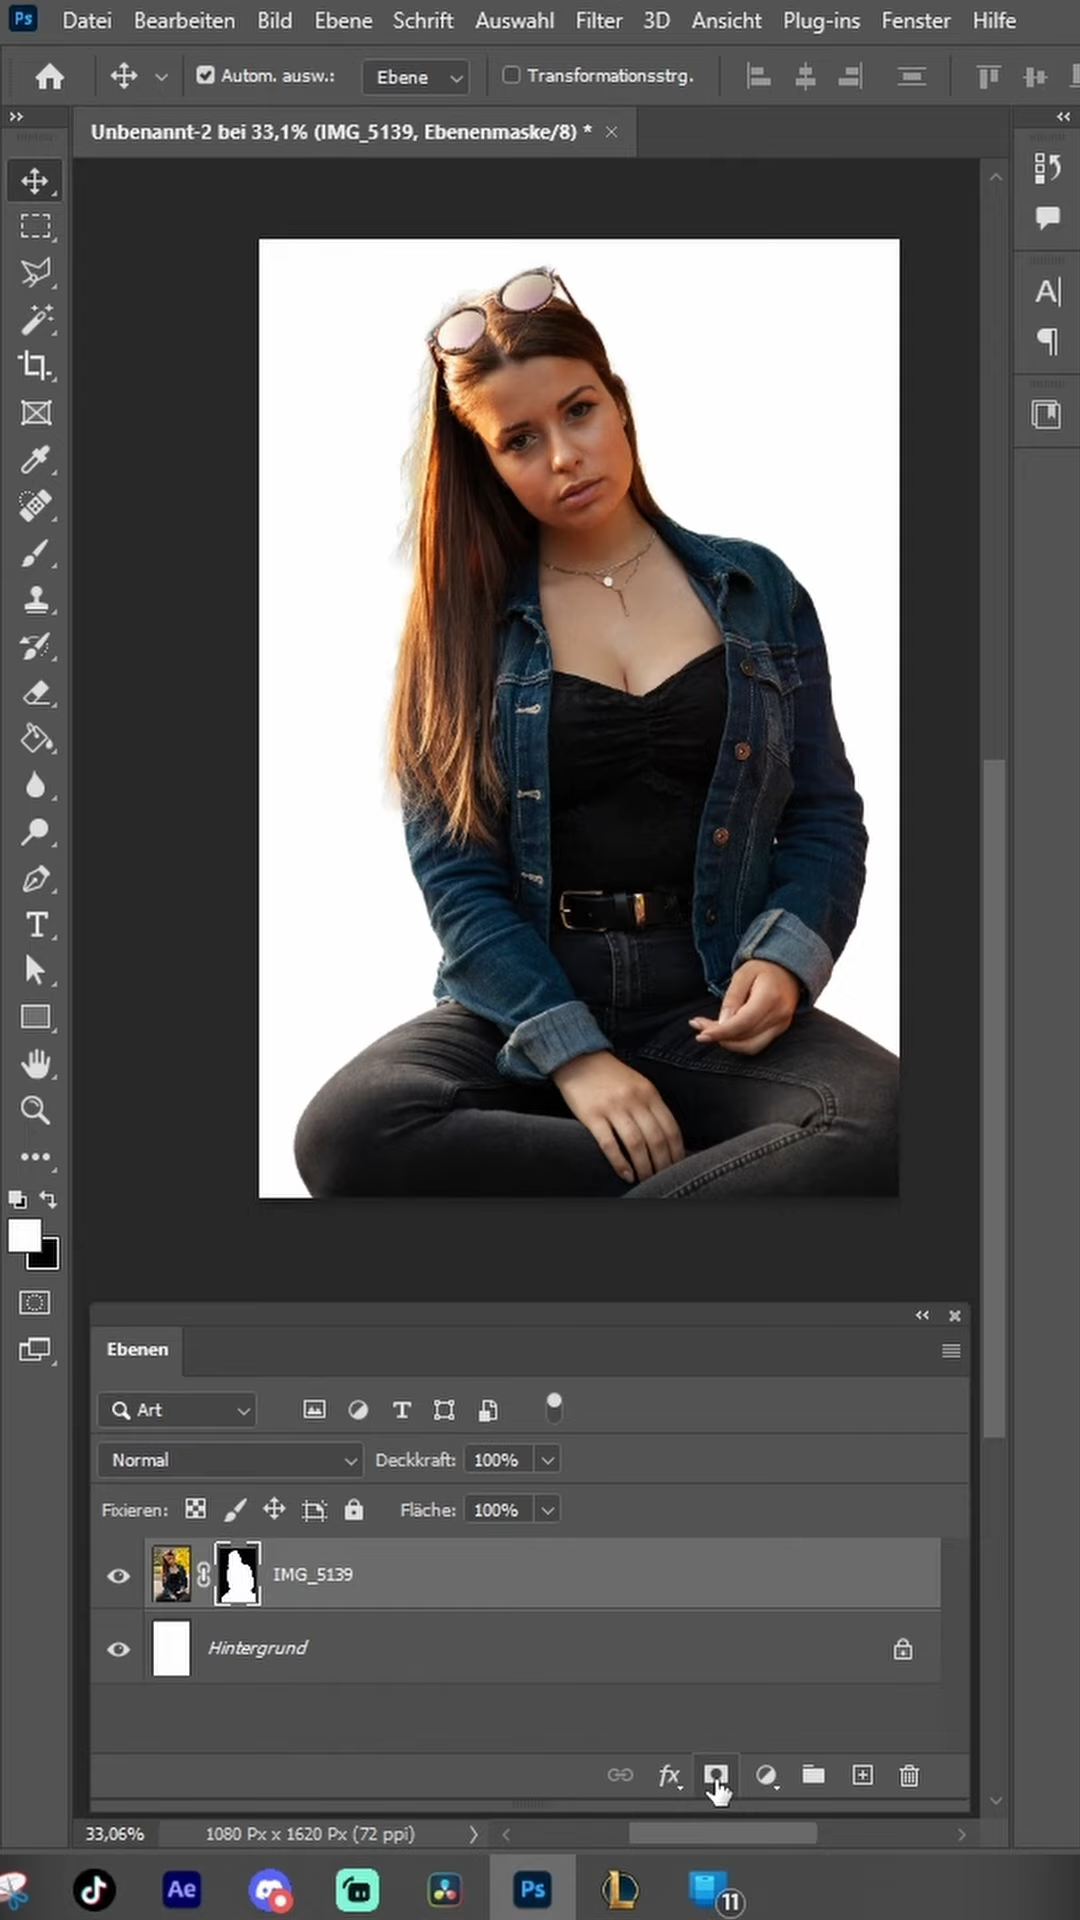 Ps Datei Bearbeiten Bild Ebene Schrift Auswahl Filter 3D Ansicht Plug-ins Fenster Hilfe
Autom. ausw.: Ebene Transformationsstrg.
Unbenannt-2 bei 33,1% (IMG_5139, Ebenenmaske/8) * ×
Ebenen
Art
Normal Deckkraft: 100%
Fixieren: Fläche: 100%
IMG_5139
Hintergrund
fx
33,06% 1080 Px x 1620 Px (72 ppi)
Ae Ps 11